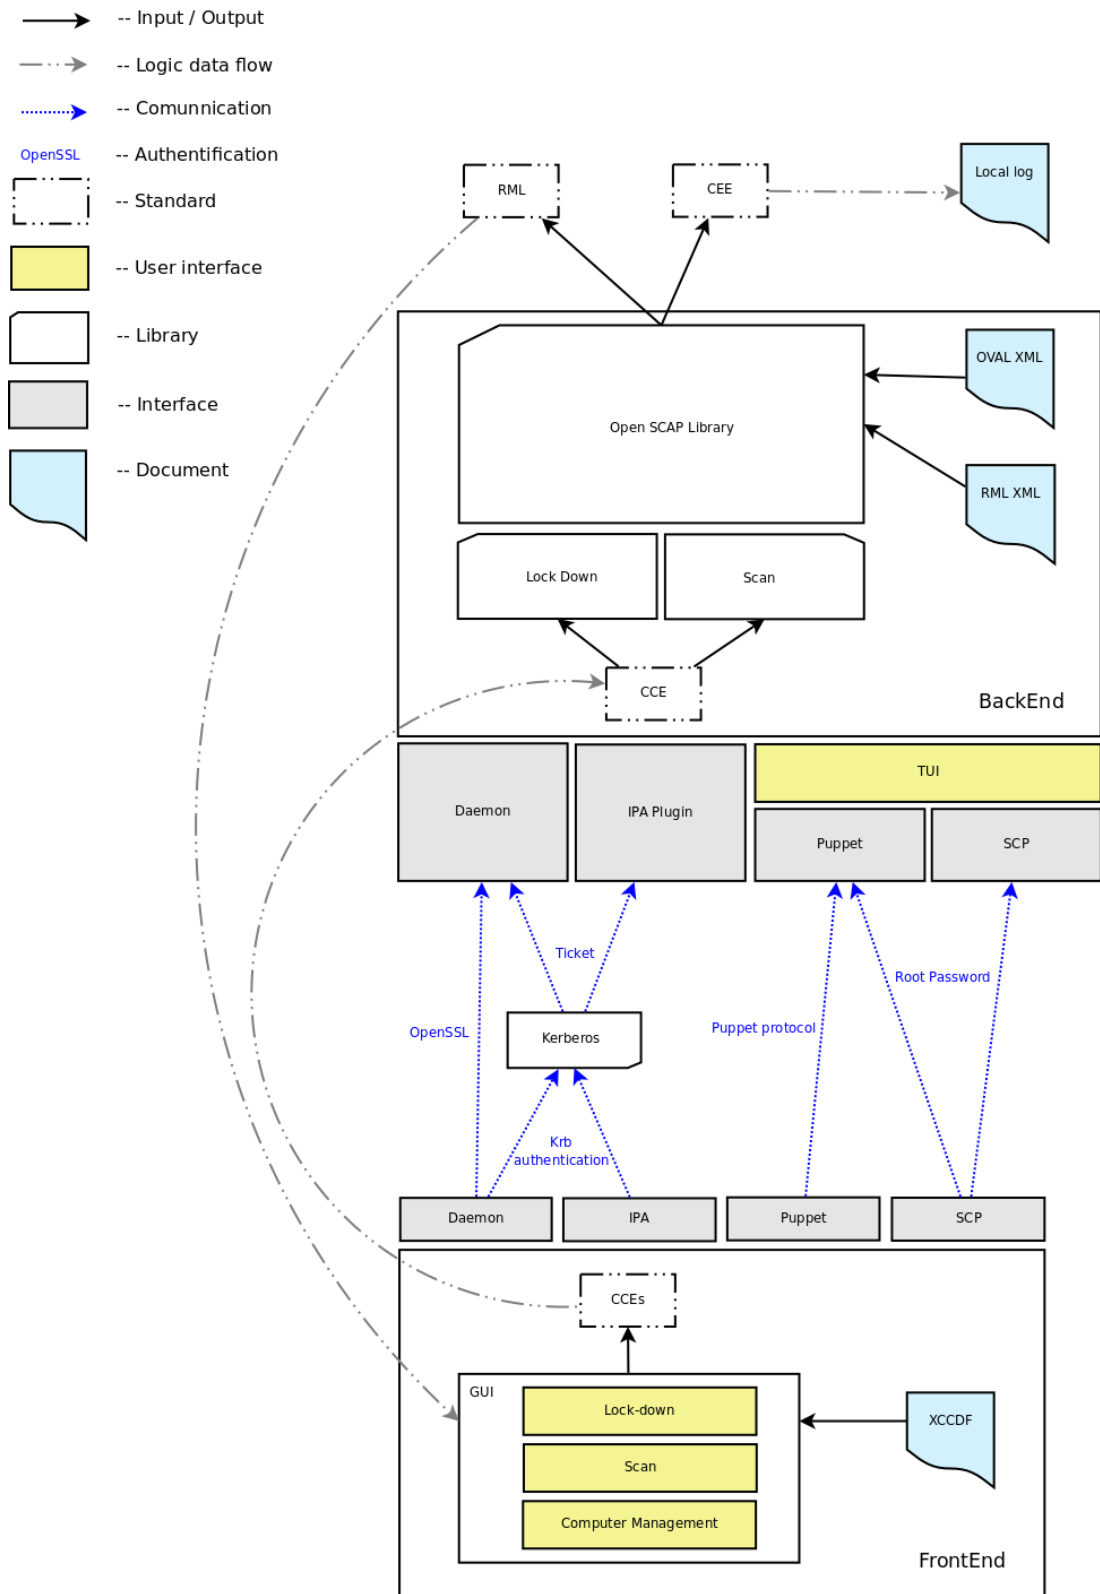 -- Input / Output
-- Logic data flow
-- Comunnication
OpenSSL -- Authentification
-- Standard
-- User interface
-- Library
-- Interface
-- Document
RML
CEE
Local log
Open SCAP Library
OVAL XML
RML XML
Lock Down
Scan
CCE
BackEnd
Daemon
IPA Plugin
TUI
Puppet
SCP
Ticket
Root Password
OpenSSL
Puppet protocol
Kerberos
Krb
authentication
Daemon
IPA
Puppet
SCP
CCEs
GUI
Lock-down
Scan
Computer Management
XCCDF
FrontEnd